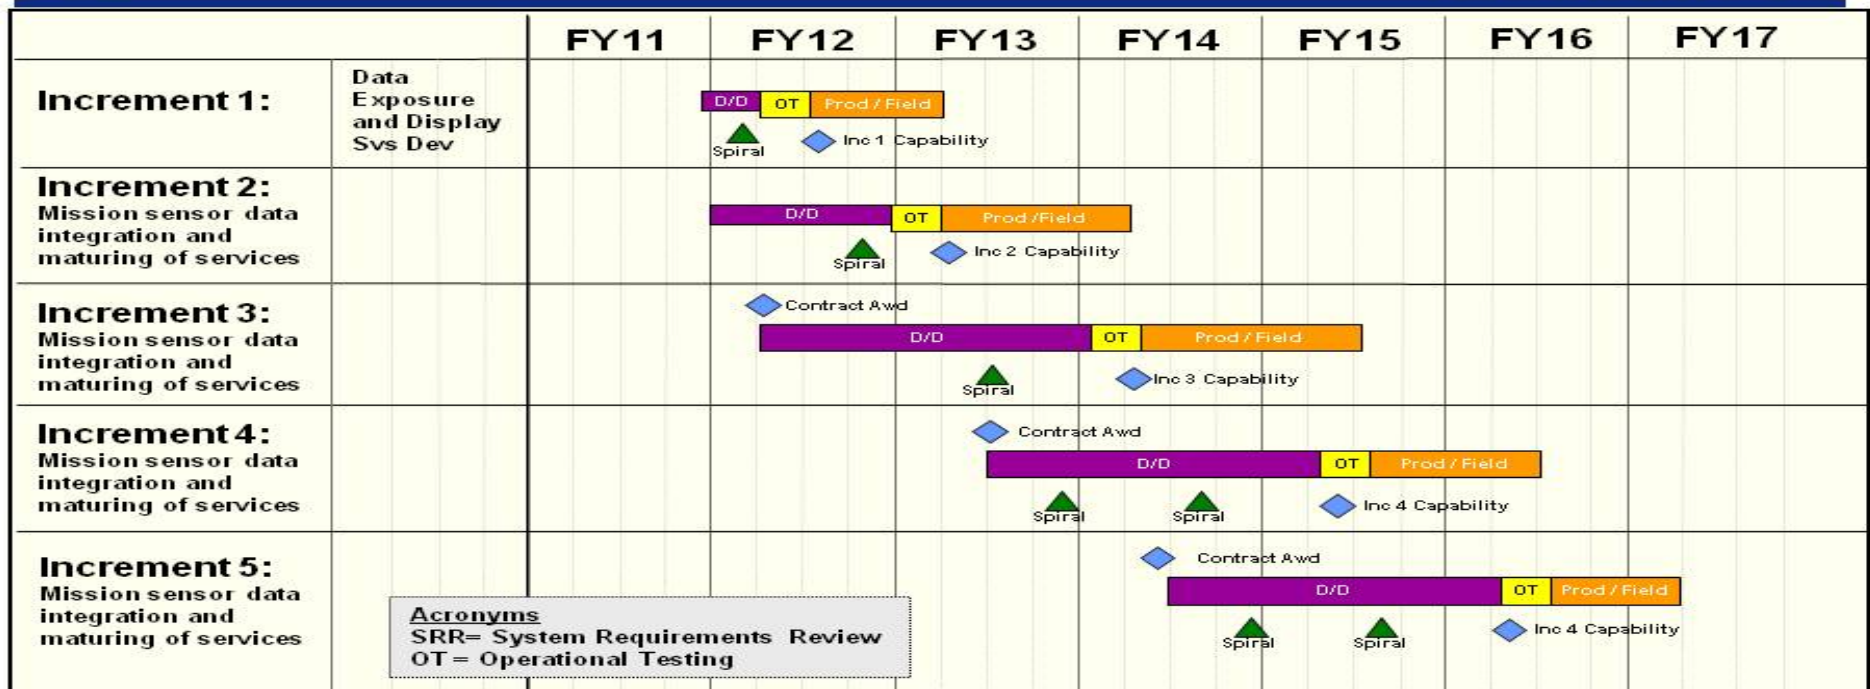 FY11 FY12 FY13 FY14 FY15 FY16 FY17
Increment 1:
Data
Exposure
and Display
Svs Dev
D/D OT Prod / Field
Spiral
Inc 1 Capability
Increment 2:
Mission sensor data
integration and
maturing of services
D/D OT Prod /Field
Spiral
Inc 2 Capability
Increment 3:
Mission sensor data
integration and
maturing of services
Contract Awd
D/D OT Prod / Field
Spiral
Inc 3 Capability
Increment 4:
Mission sensor data
integration and
maturing of services
Contract Awd
D/D OT Prod / Field
Spiral Spiral
Inc 4 Capability
Increment 5:
Mission sensor data
integration and
maturing of services
Contract Awd
D/D OT Prod / Field
Spiral Spiral
Inc 4 Capability
Acronyms
SRR= System Requirements Review
OT = Operational Testing